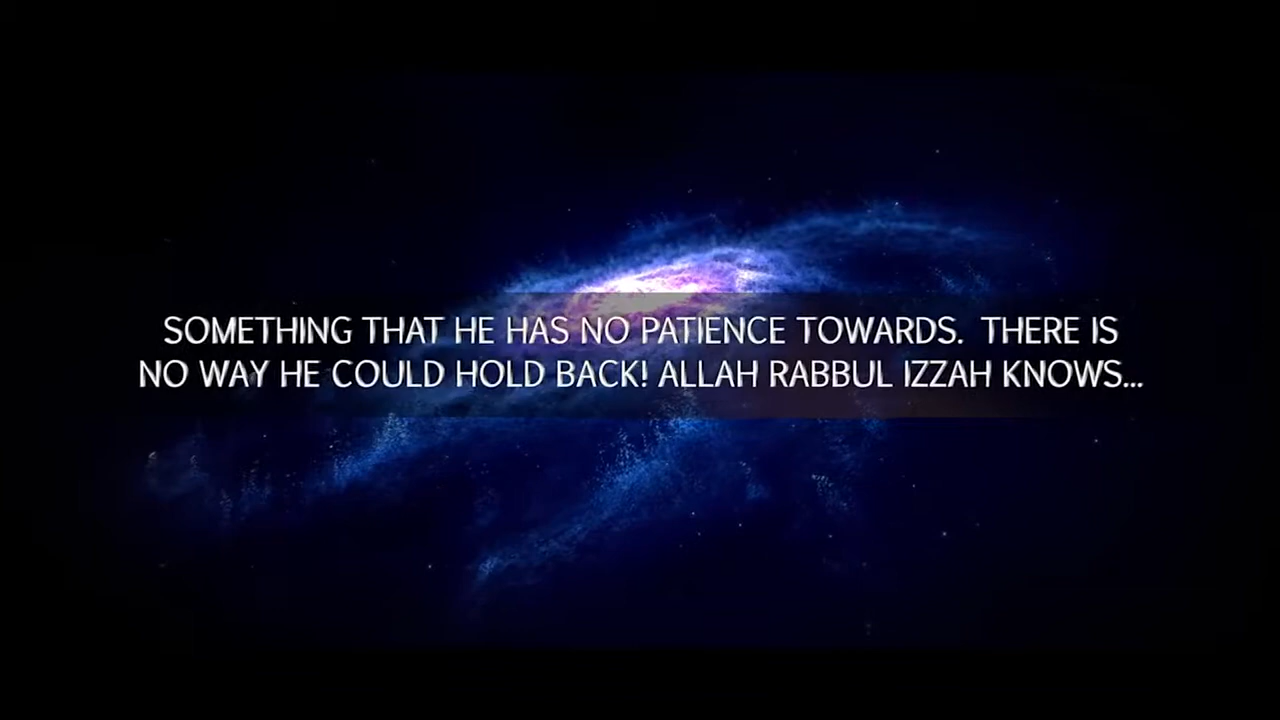 SOMETHING THAT HE HAS NO PATIENCE TOWARDS. THERE IS
NO WAY HE COULD HOLD BACK! ALLAH RABBUL IZZAH KNOWS...